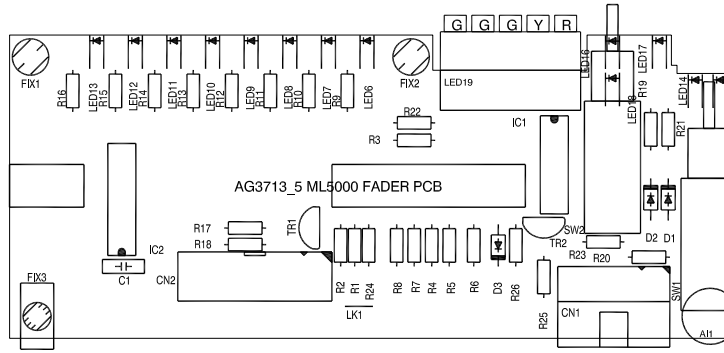 G G G Y R
LED19
FIX1
FIX2
R16
LED13
R15
LED12
R14
LED11
R13
LED10
R12
LED9
R11
LED8
R10
LED7
R9
LED6
LED16
LED17
LED18
R19
LED14
R21
R22
R3
IC1
AG3713_5 ML5000 FADER PCB
R17
R18
TR1
IC2
C1
CN2
TR2
SW2
R23
R20
D2
D1
FIX3
R2
R1
R24
LK1
R8
R7
R4
R5
R6
D3
R26
R25
CN1
SW1
AI1